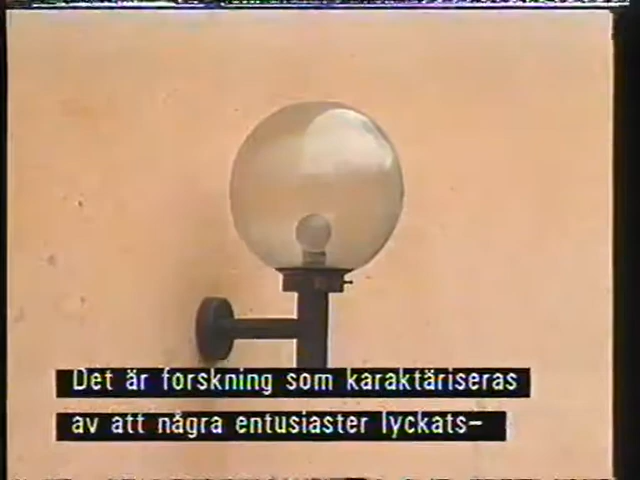 Det är forskning som karaktäriseras
av att några entusiaster lyckats–